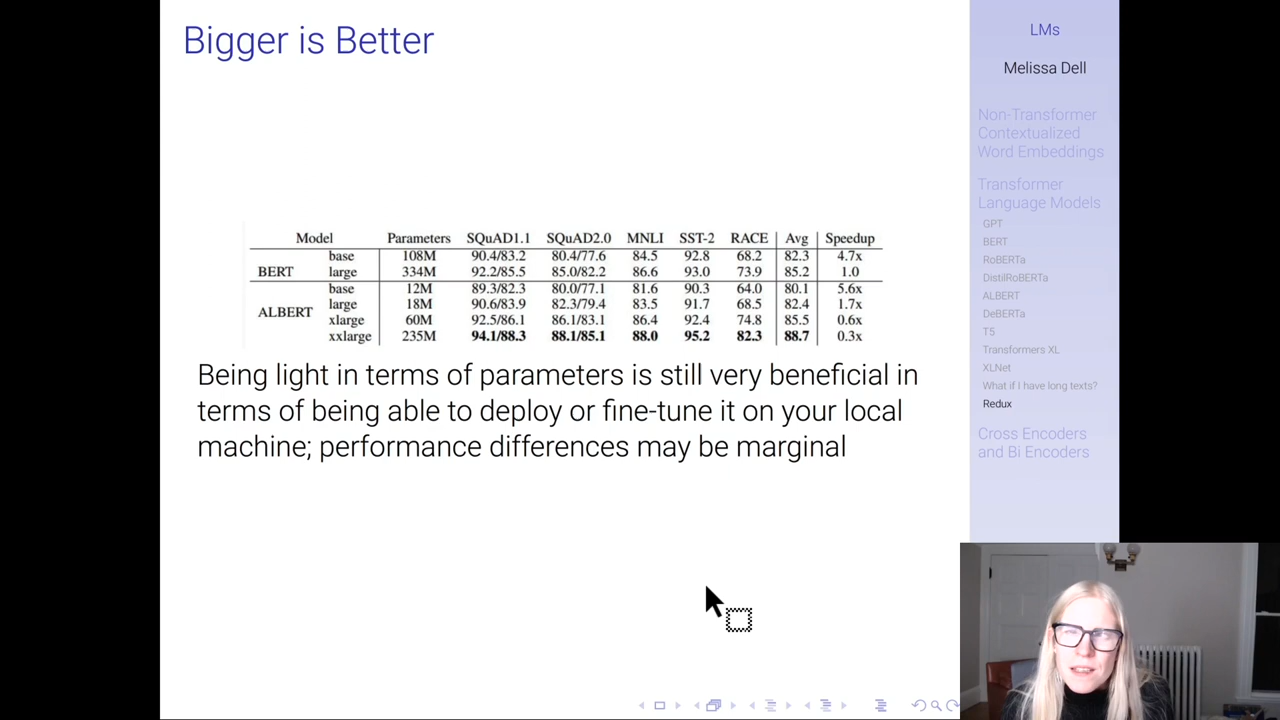 Bigger is Better
Model Parameters SQuAD1.1 SQuAD2.0 MNLI SST-2 RACE Avg Speedup
base 108M 90.4/83.2 80.4/77.6 84.5 92.8 68.2 82.3 4.7x
BERT large 334M 92.2/85.5 85.0/82.2 86.6 93.0 73.9 85.2 1.0
base 12M 89.3/82.3 80.0/77.1 81.6 90.3 64.0 80.1 5.6x
ALBERT large 18M 90.6/83.9 82.3/79.4 83.5 91.7 68.5 82.4 1.7x
xlarge 60M 92.5/86.1 86.1/83.1 86.4 92.4 74.8 85.5 0.6x
xxlarge 235M 94.1/88.3 88.1/85.1 88.0 95.2 82.3 88.7 0.3x
Being light in terms of parameters is still very beneficial in
terms of being able to deploy or fine-tune it on your local
machine; performance differences may be marginal
LMs
Melissa Dell
Non-Transformer
Contextualized
Word Embeddings
Transformer
Language Models
GPT
BERT
RoBERTa
DistilRoBERTa
ALBERT
DeBERTa
T5
Transformers XL
XLNet
What if I have long texts?
Redux
Cross Encoders
and Bi Encoders